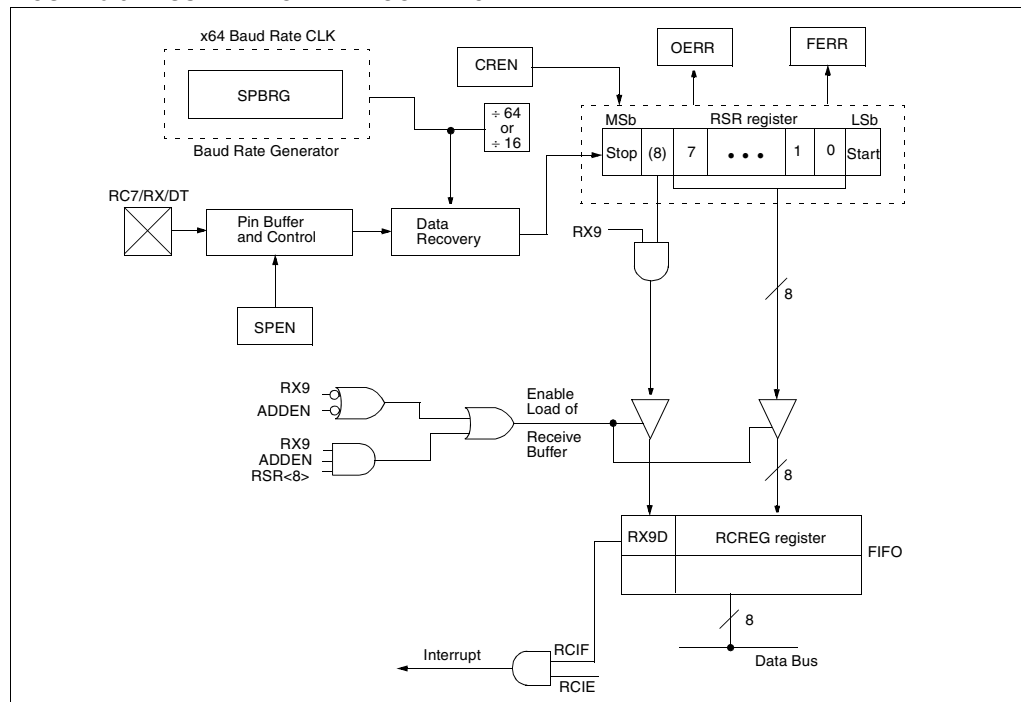 x64 Baud Rate CLK
SPBRG
Baud Rate Generator
CREN
OERR
FERR
÷ 64
or
÷ 16
MSb
RSR register
LSb
Stop
(8)
7
• • •
1
0
Start
RC7/RX/DT
Pin Buffer
and Control
Data
Recovery
SPEN
RX9
8
RX9
ADDEN
RX9
ADDEN
RSR<8>
Enable
Load of
Receive
Buffer
8
RX9D
RCREG register
FIFO
8
Data Bus
Interrupt
RCIF
RCIE